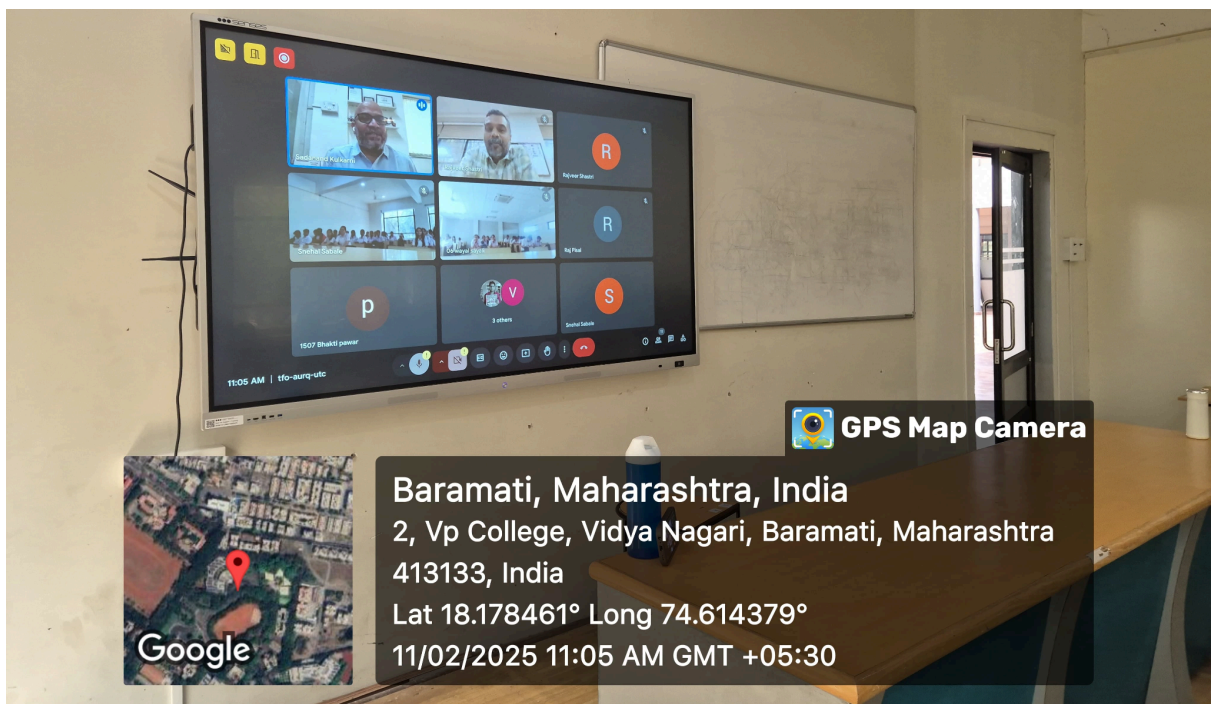 Sadanand Kulkarni
R
Rajveer Shastri
Snehal Sabale
R
Raj Pisal
p
1507 Bhakti pawar
V
3 others
S
Snehal Sabale
11:05 AM | tfo-aurq-utc
GPS Map Camera
Google
Baramati, Maharashtra, India
2, Vp College, Vidya Nagari, Baramati, Maharashtra
413133, India
Lat 18.178461° Long 74.614379°
11/02/2025 11:05 AM GMT +05:30